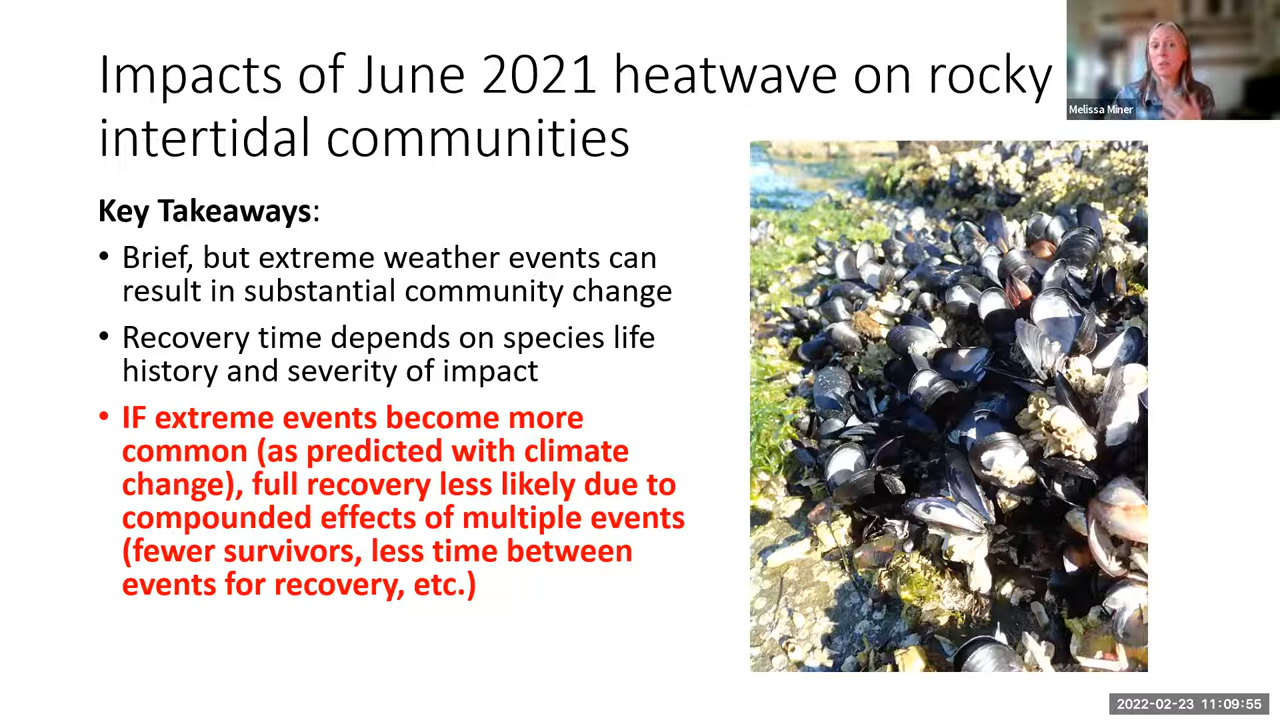 Impacts of June 2021 heatwave on rocky
intertidal communities
Melissa Miner
Key Takeaways:
• Brief, but extreme weather events can
result in substantial community change
• Recovery time depends on species life
history and severity of impact
• IF extreme events become more
common (as predicted with climate
change), full recovery less likely due to
compounded effects of multiple events
(fewer survivors, less time between
events for recovery, etc.)
2022-02-23 11:09:55